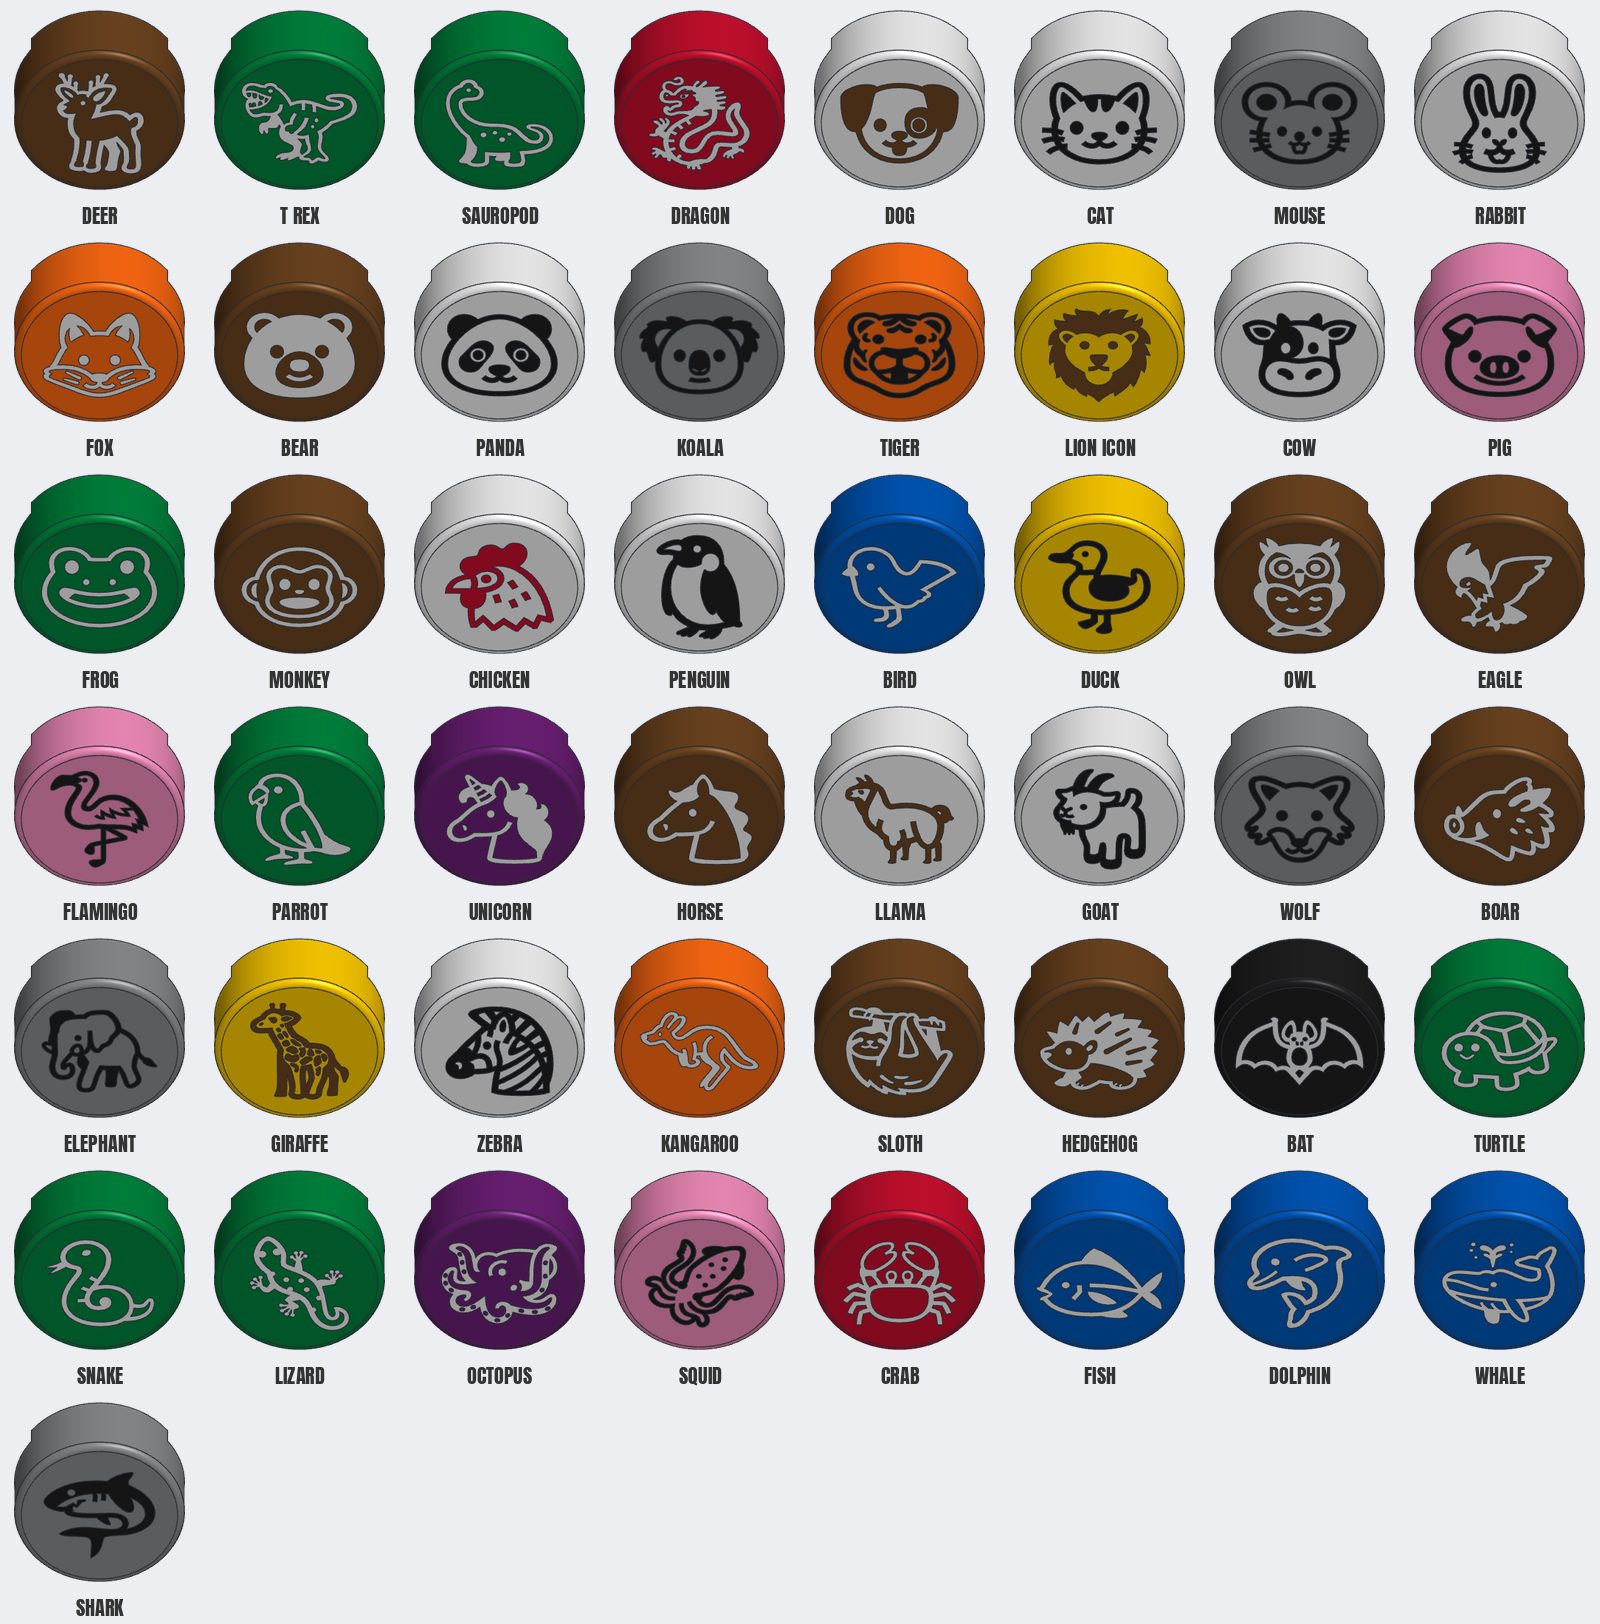 DEER
T REX
SAUROPOD
DRAGON
DOG
CAT
MOUSE
RABBIT
FOX
BEAR
PANDA
KOALA
TIGER
LION ICON
COW
PIG
FROG
MONKEY
CHICKEN
PENGUIN
BIRD
DUCK
OWL
EAGLE
FLAMINGO
PARROT
UNICORN
HORSE
LLAMA
GOAT
WOLF
BOAR
ELEPHANT
GIRAFFE
ZEBRA
KANGAROO
SLOTH
HEDGEHOG
BAT
TURTLE
SNAKE
LIZARD
OCTOPUS
SQUID
CRAB
FISH
DOLPHIN
WHALE
SHARK